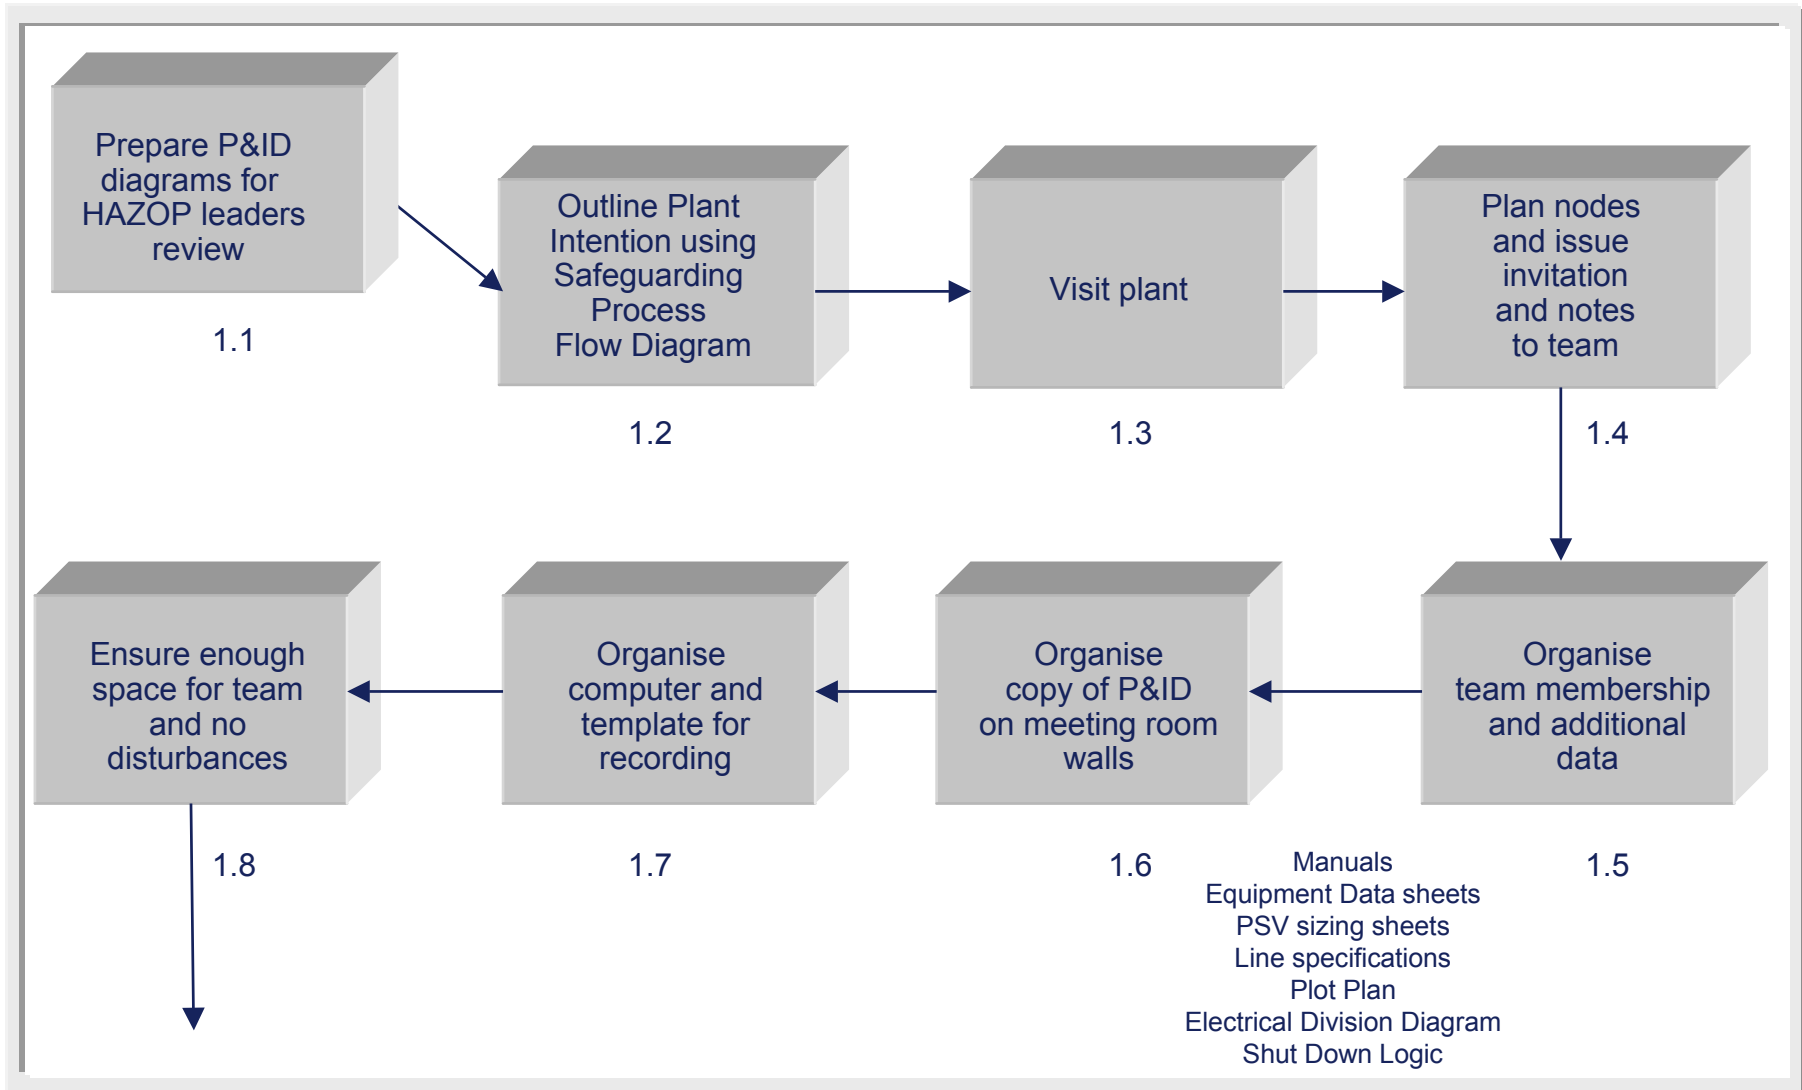 Prepare P&ID
diagrams for
HAZOP leaders
review
1.1
Outline Plant
Intention using
Safeguarding
Process
Flow Diagram
1.2
Visit plant
1.3
Plan nodes
and issue
invitation
and notes
to team
1.4
Organise
team membership
and additional
data
1.5
Organise
copy of P&ID
on meeting room
walls
1.6
Manuals
Equipment Data sheets
PSV sizing sheets
Line specifications
Plot Plan
Electrical Division Diagram
Shut Down Logic
Organise
computer and
template for
recording
1.7
Ensure enough
space for team
and no
disturbances
1.8